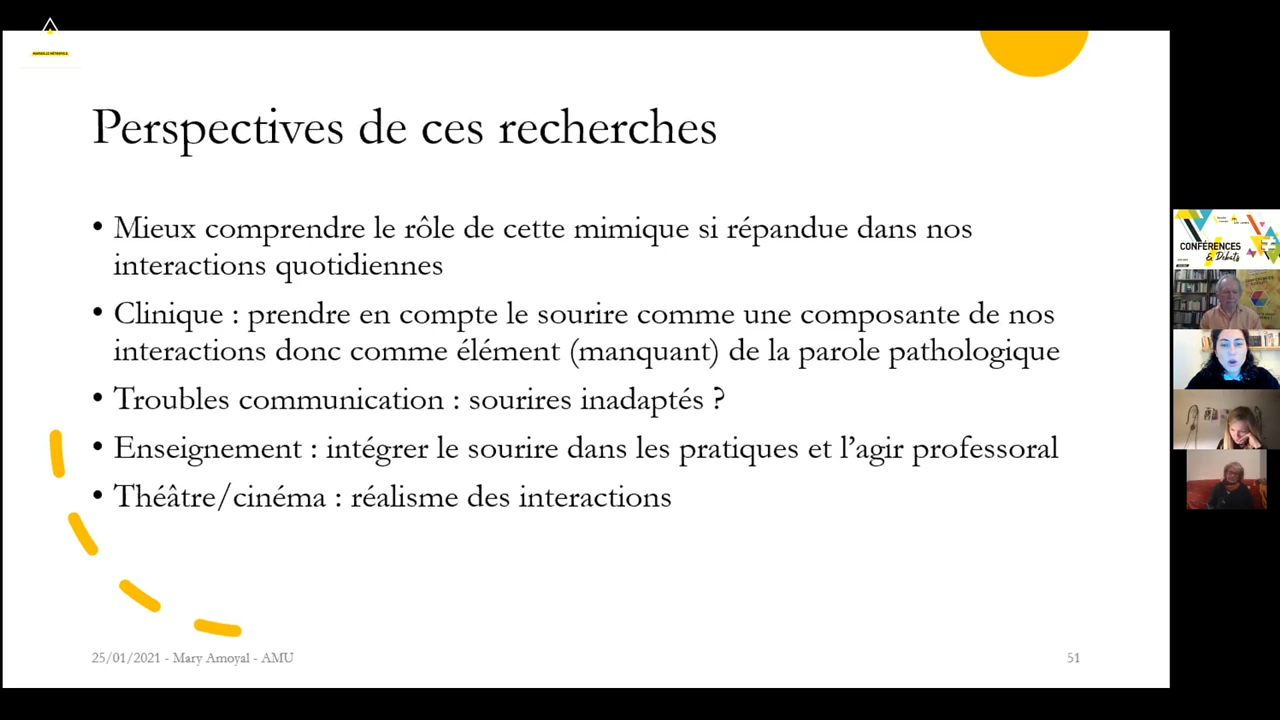 MARSEILLE MÉTROPOLE
Perspectives de ces recherches
• Mieux comprendre le rôle de cette mimique si répandue dans nos
interactions quotidiennes
• Clinique : prendre en compte le sourire comme une composante de nos
interactions donc comme élément (manquant) de la parole pathologique
• Troubles communication : sourires inadaptés ?
• Enseignement : intégrer le sourire dans les pratiques et l’agir professoral
• Théâtre/cinéma : réalisme des interactions
25/01/2021 - Mary Amoyal - AMU
51
CONFÉRENCES
& Débats